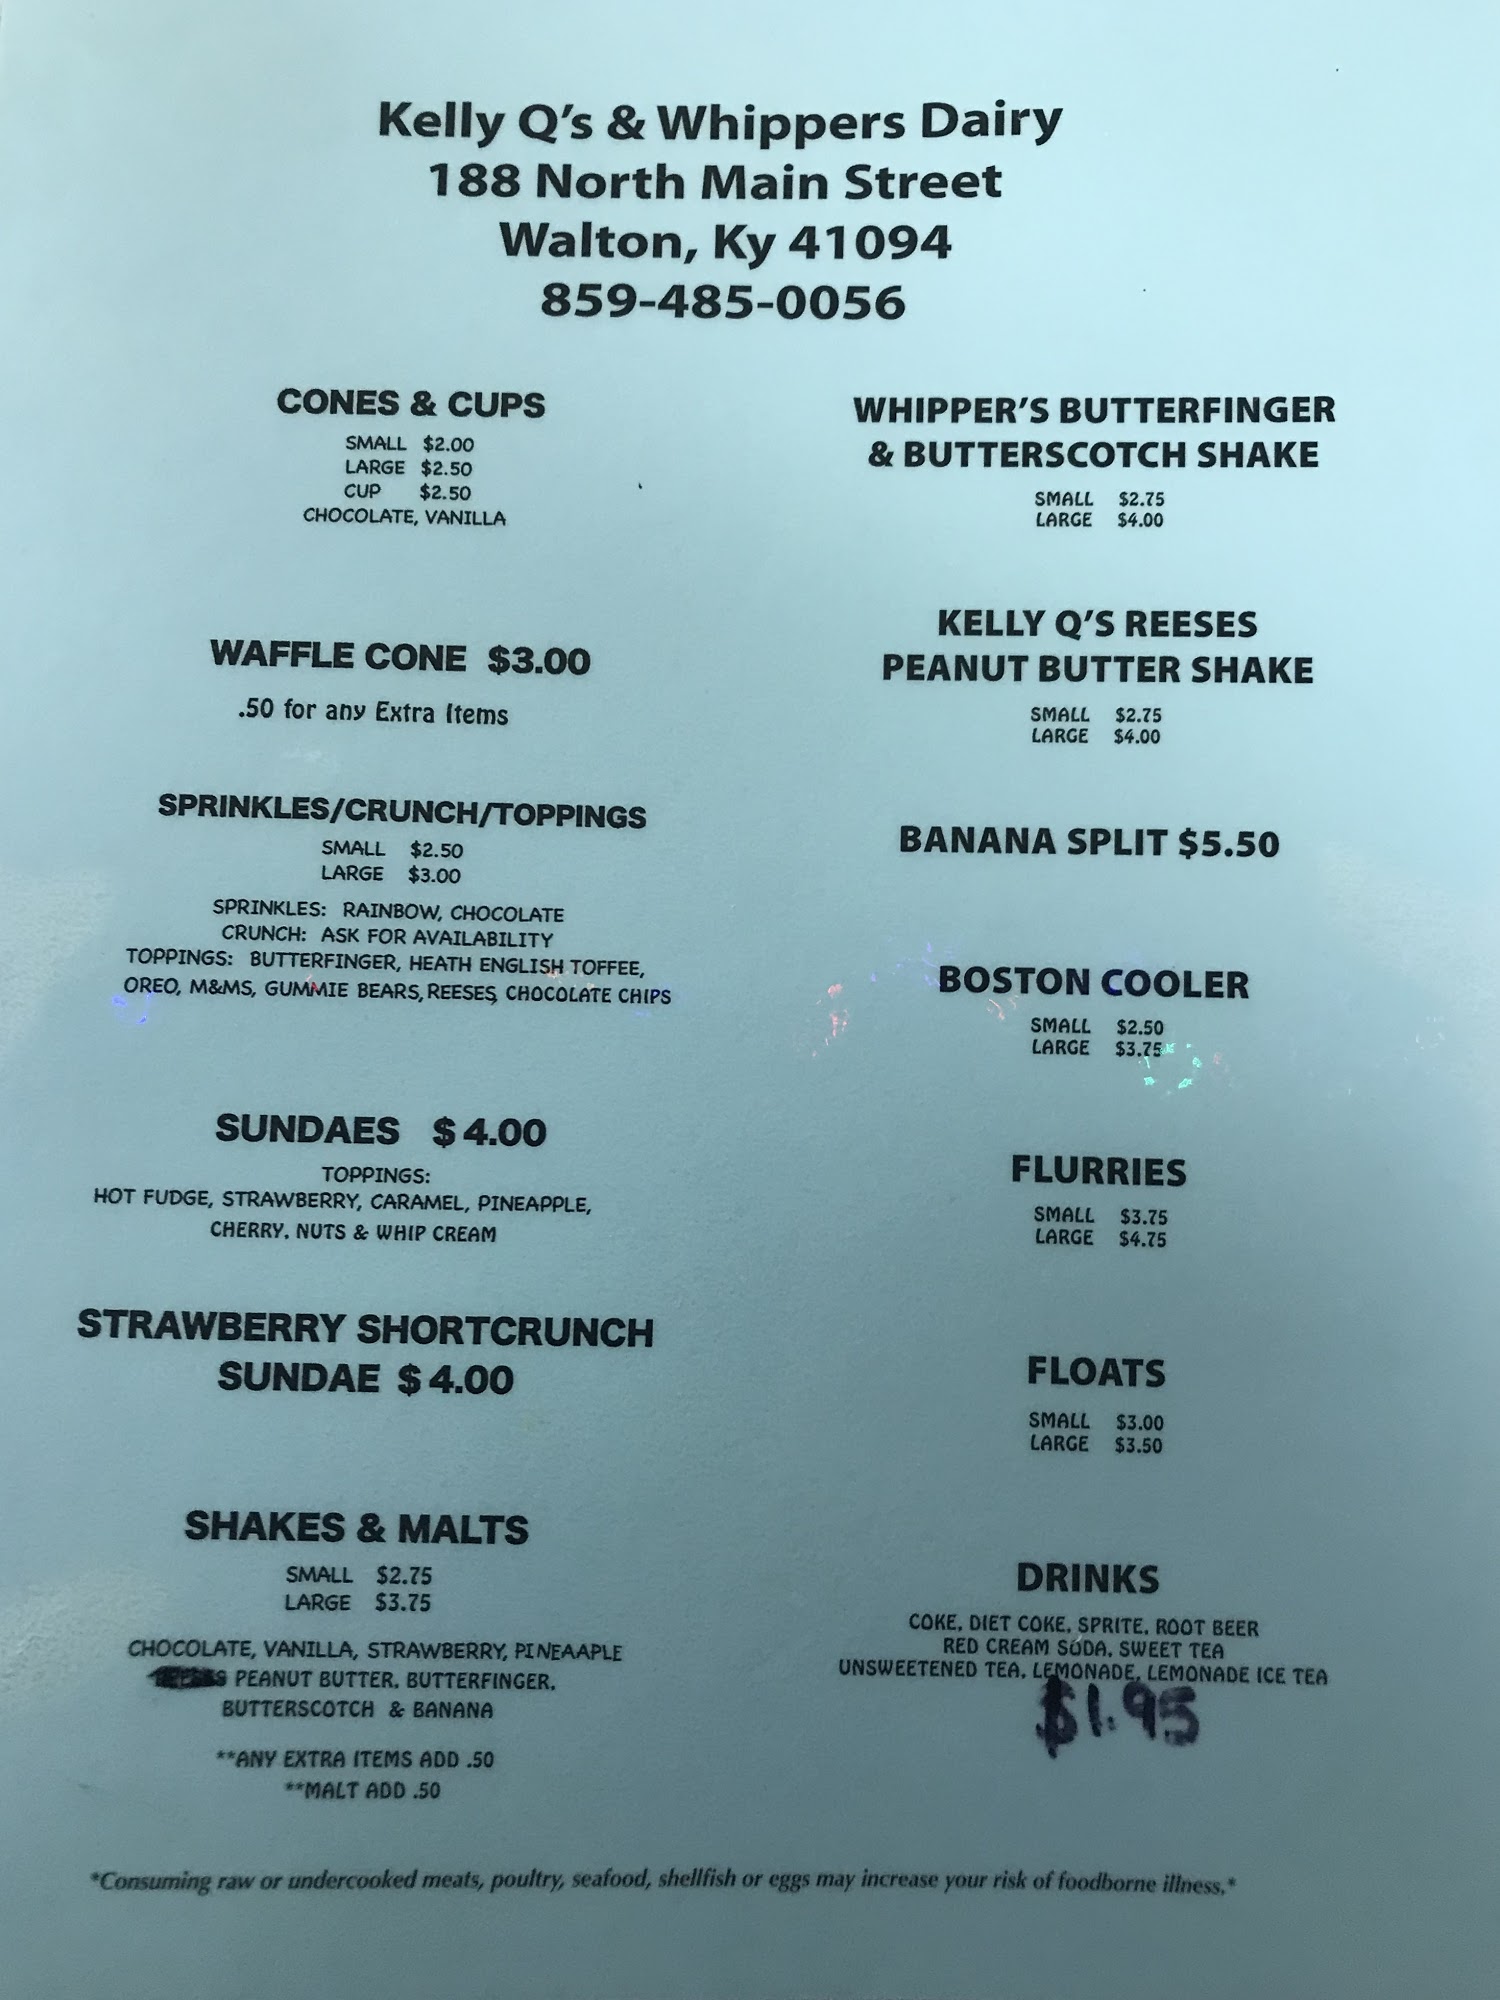 Kelly Q's & Whippers Dairy
188 North Main Street
Walton, Ky 41094
859-485-0056
CONES & CUPS
SMALL $2.00
LARGE $2.50
CUP $2.50
CHOCOLATE, VANILLA
WAFFLE CONE $3.00
.50 for any Extra Items
SPRINKLES/CRUNCH/TOPPINGS
SMALL $2.50
LARGE $3.00
SPRINKLES: RAINBOW, CHOCOLATE
CRUNCH: ASK FOR AVAILABILITY
TOPPINGS: BUTTERFINGER, HEATH ENGLISH TOFFEE,
OREO, M&MS, GUMMIE BEARS, REESES, CHOCOLATE CHIPS
SUNDAES $4.00
TOPPINGS:
HOT FUDGE, STRAWBERRY, CARAMEL, PINEAPPLE,
CHERRY, NUTS & WHIP CREAM
STRAWBERRY SHORTCRUNCH
SUNDAE $4.00
SHAKES & MALTS
SMALL $2.75
LARGE $3.75
CHOCOLATE, VANILLA, STRAWBERRY, PINEAAPLE
PEANUT BUTTER, BUTTERFINGER,
BUTTERSCOTCH & BANANA
**ANY EXTRA ITEMS ADD .50
**MALT ADD .50
WHIPPER'S BUTTERFINGER
& BUTTERSCOTCH SHAKE
SMALL $2.75
LARGE $4.00
KELLY Q'S REESES
PEANUT BUTTER SHAKE
SMALL $2.75
LARGE $4.00
BANANA SPLIT $5.50
BOSTON COOLER
SMALL $2.50
LARGE $3.75
FLURRIES
SMALL $3.75
LARGE $4.75
FLOATS
SMALL $3.00
LARGE $3.50
DRINKS
COKE, DIET COKE, SPRITE, ROOT BEER
RED CREAM SODA, SWEET TEA
UNSWEETENED TEA, LEMONADE, LEMONADE ICE TEA
$1.95
*Consuming raw or undercooked meats, poultry, seafood, shellfish or eggs may increase your risk of foodborne illness.*